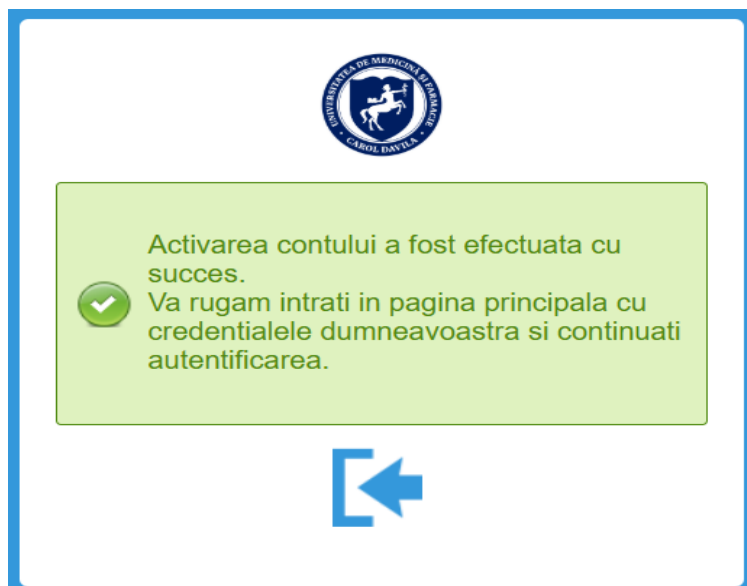 UNIVERSITATEA DE MEDICINĂ ȘI FARMACIE
CAROL DAVILA
Activarea contului a fost efectuata cu
succes.
Va rugam intrati in pagina principala cu
credentialele dumneavoastra si continuati
autentificarea.